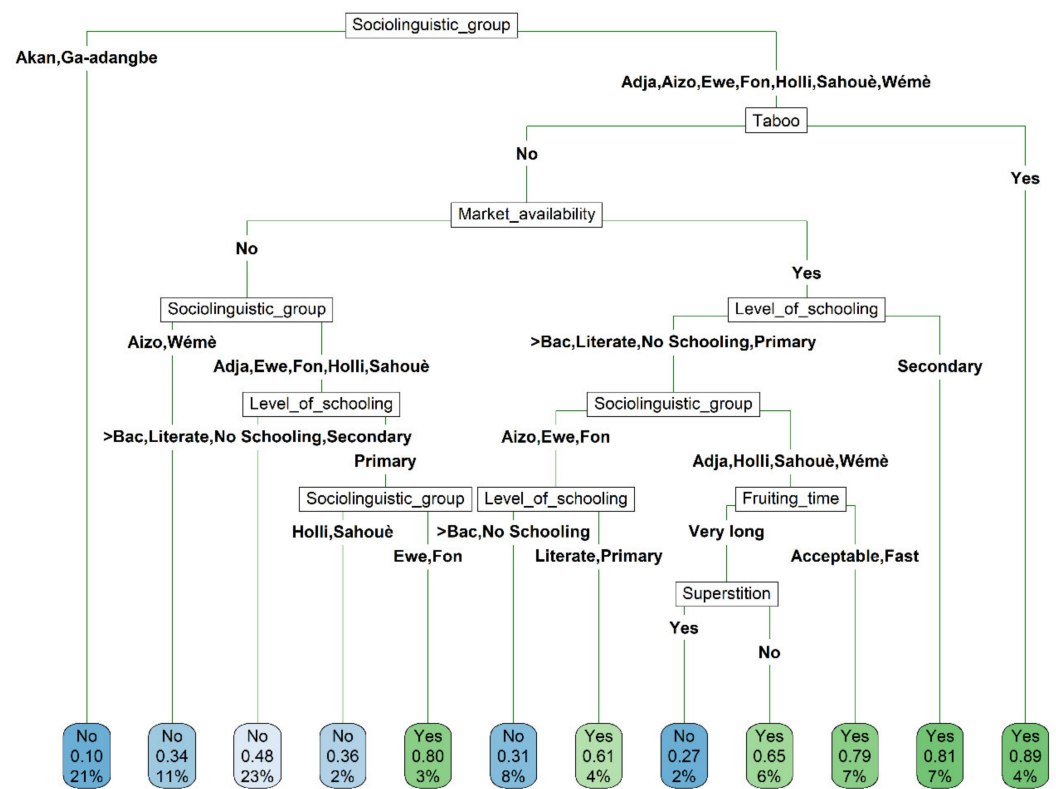 Sociolinguistic_group
Akan,Ga-adangbe
Adja,Aizo,Ewe,Fon,Holli,Sahouè,Wémè
Taboo
No
Yes
Market_availability
No
Yes
Sociolinguistic_group
Level_of_schooling
Aizo,Wémè
>Bac,Literate,No Schooling,Primary
Adja,Ewe,Fon,Holli,Sahouè
Secondary
Level_of_schooling
Sociolinguistic_group
>Bac,Literate,No Schooling,Secondary
Aizo,Ewe,Fon
Primary
Adja,Holli,Sahouè,Wémè
Sociolinguistic_group
Level_of_schooling
Fruiting_time
Holli,Sahouè
>Bac,No Schooling
Very long
Ewe,Fon
Literate,Primary
Acceptable,Fast
Superstition
Yes
No
No No No No Yes No Yes No Yes Yes Yes Yes
0.10 0.34 0.48 0.36 0.80 0.31 0.61 0.27 0.65 0.79 0.81 0.89
21% 11% 23% 2% 3% 8% 4% 2% 6% 7% 7% 4%